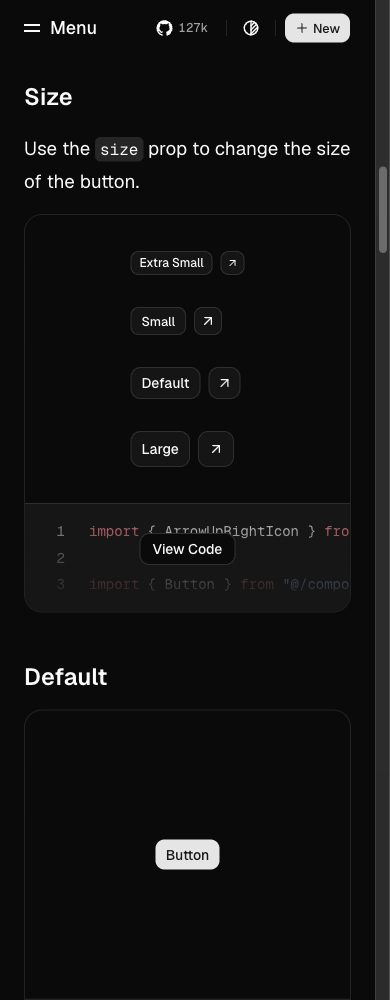 Menu
127k
New
Size
Use the size prop to change the size
of the button.
Extra Small
Small
Default
Large
1 import { ArrowUpRightIcon } fro
2
View Code
3 import { Button } from "@/compo
Default
Button